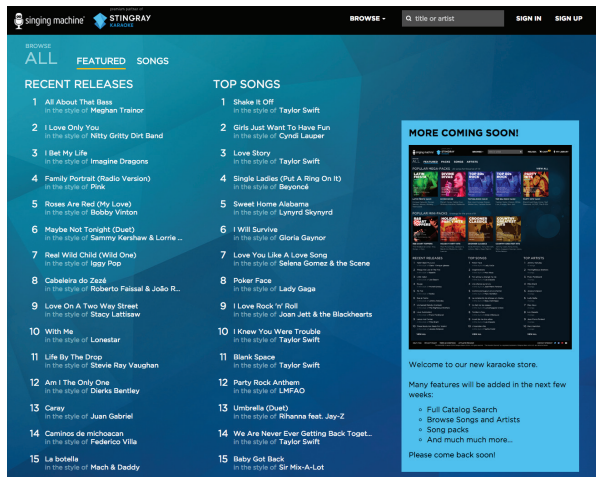 singing machine
premium partner of
STINGRAY
KARAOKE
BROWSE
title or artist
SIGN IN
SIGN UP
BROWSE
ALL
FEATURED
SONGS
RECENT RELEASES
1 All About That Bass
in the style of Meghan Trainor
2 I Love Only You
in the style of Nitty Gritty Dirt Band
3 I Bet My Life
in the style of Imagine Dragons
4 Family Portrait (Radio Version)
in the style of Pink
5 Roses Are Red (My Love)
in the style of Bobby Vinton
6 Maybe Not Tonight (Duet)
in the style of Sammy Kershaw & Lorrie ...
7 Real Wild Child (Wild One)
in the style of Iggy Pop
8 Cabeleira do Zezé
in the style of Roberto Faissal & João R...
9 Love On A Two Way Street
in the style of Stacy Lattisaw
10 With Me
in the style of Lonestar
11 Life By The Drop
in the style of Stevie Ray Vaughan
12 Am I The Only One
in the style of Dierks Bentley
13 Caray
in the style of Juan Gabriel
14 Caminos de michoacan
in the style of Federico Villa
15 La botella
in the style of Mach & Daddy
TOP SONGS
1 Shake It Off
in the style of Taylor Swift
2 Girls Just Want To Have Fun
in the style of Cyndi Lauper
3 Love Story
in the style of Taylor Swift
4 Single Ladies (Put A Ring On It)
in the style of Beyoncé
5 Sweet Home Alabama
in the style of Lynyrd Skynyrd
6 I Will Survive
in the style of Gloria Gaynor
7 Love You Like A Love Song
in the style of Selena Gomez & the Scene
8 Poker Face
in the style of Lady Gaga
9 I Love Rock 'n' Roll
in the style of Joan Jett & the Blackhearts
10 I Knew You Were Trouble
in the style of Taylor Swift
11 Blank Space
in the style of Taylor Swift
12 Party Rock Anthem
in the style of LMFAO
13 Umbrella (Duet)
in the style of Rihanna feat. Jay-Z
14 We Are Never Ever Getting Back Toget...
in the style of Taylor Swift
15 Baby Got Back
in the style of Sir Mix-A-Lot
MORE COMING SOON!
POPULAR MEGA PACKS
RECENT RELEASES
TOP SONGS
TOP ARTISTS
Welcome to our new karaoke store.
Many features will be added in the next few
weeks:
Full Catalog Search
Browse Songs and Artists
Song packs
And much much more...
Please come back soon!